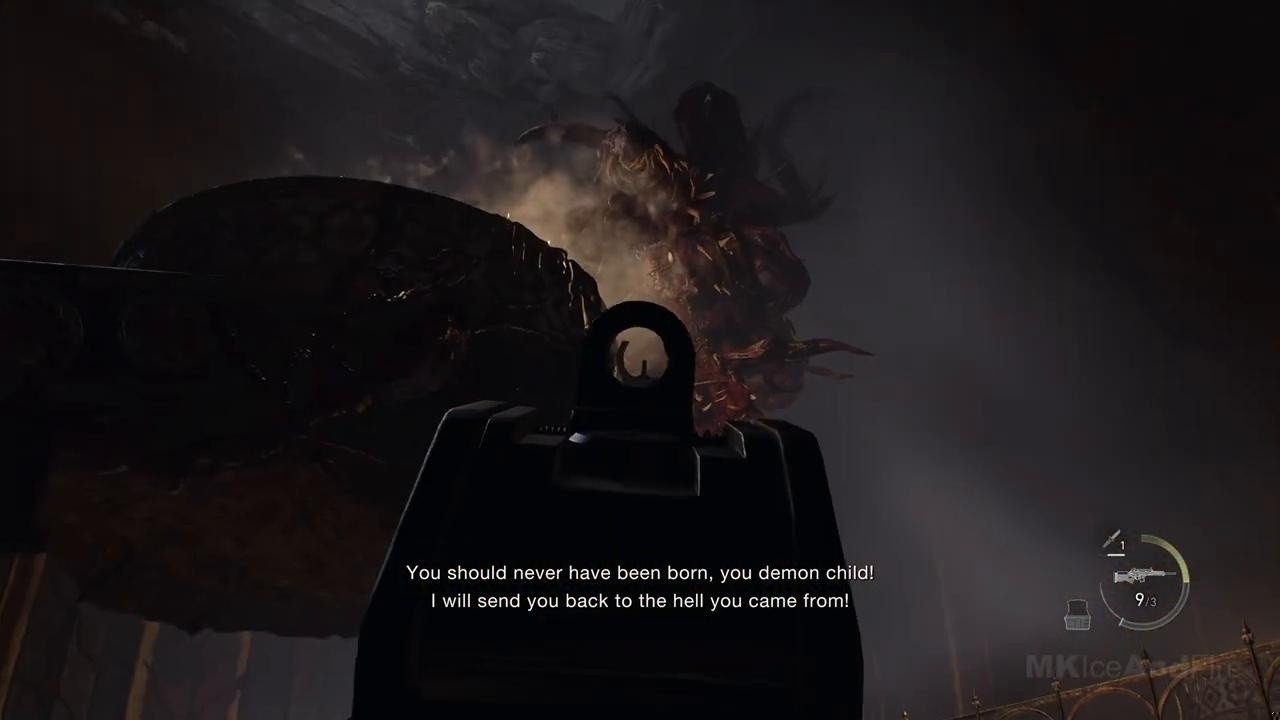 You should never have been born, you demon child!
I will send you back to the hell you came from!
1
9/3
MKIceAndFire